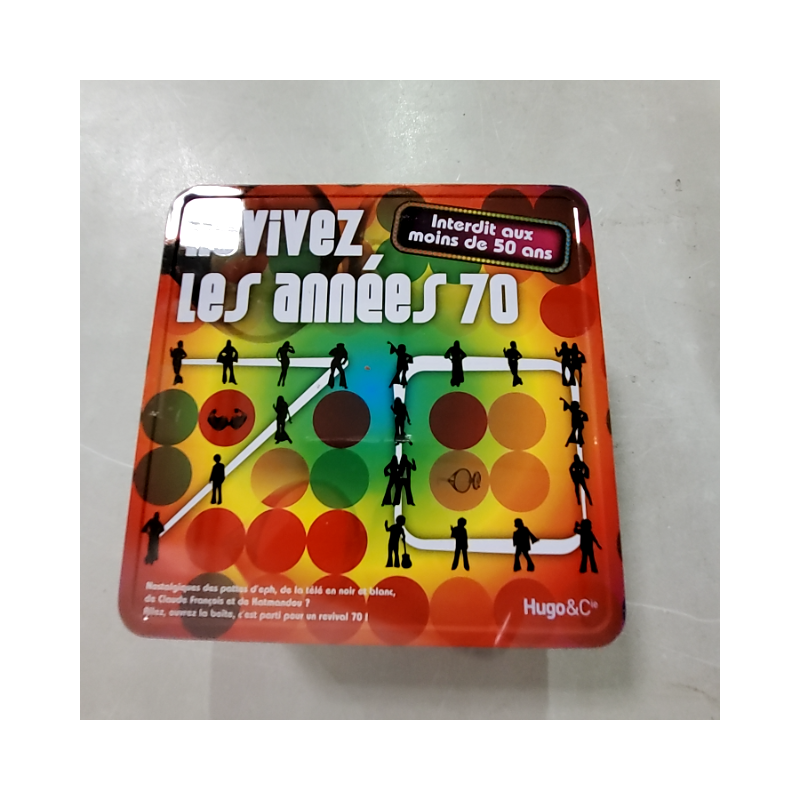 Revivez
Interdit aux
moins de 50 ans
Les années 70
Nostalgiques des pattes d'eph, de la télé en noir et blanc,
de Claude François et de Katmandou ?
Allez, ouvrez la boîte, c'est parti pour un revival 70 !
Hugo&Cie